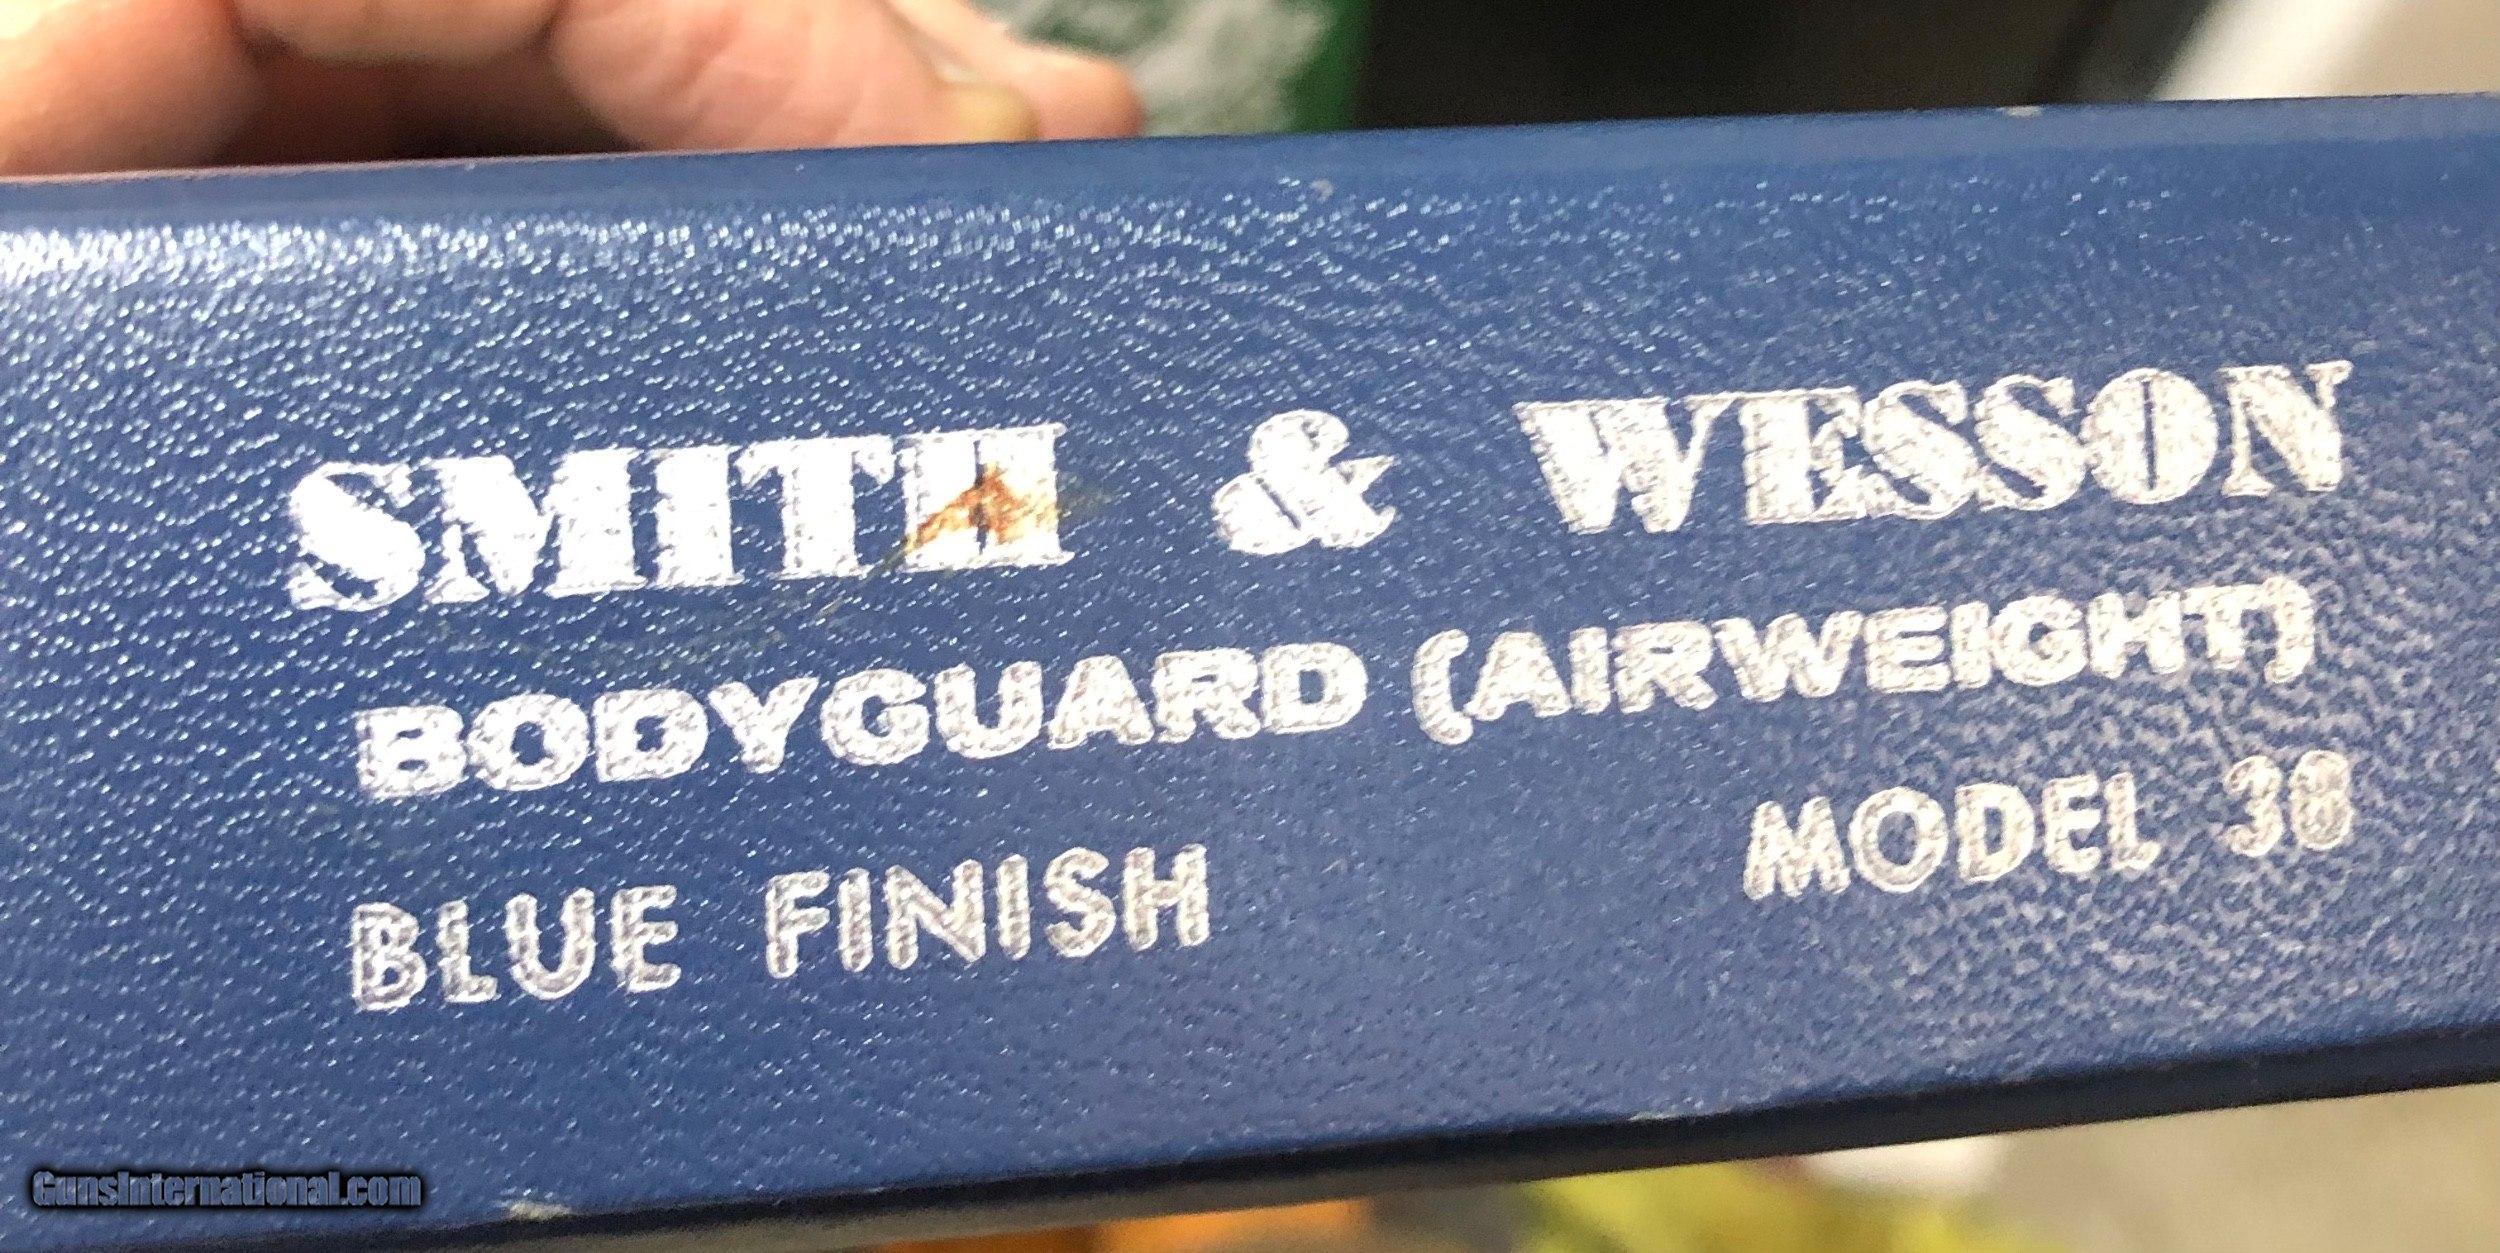 SMITH & WESSON
BODYGUARD (AIRWEIGHT)
BLUE FINISH MODEL 38
GunsInternational.com